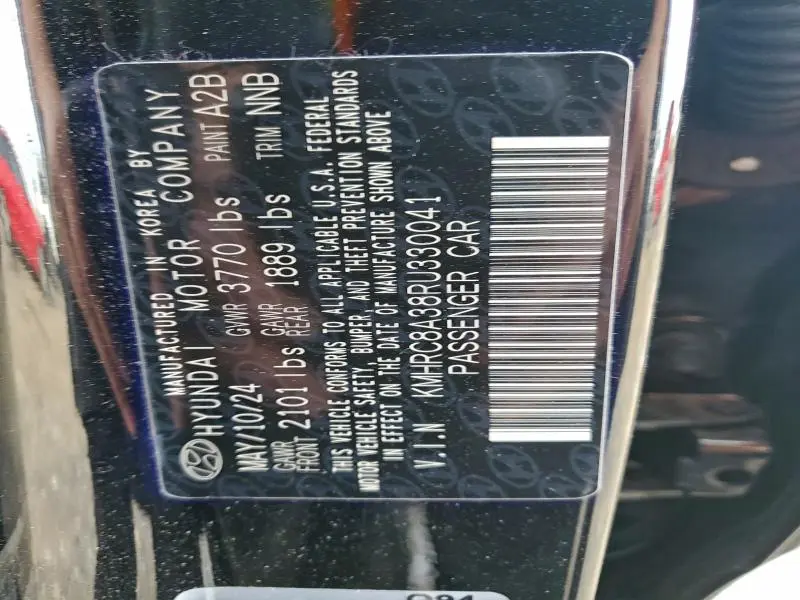 MANUFACTURED IN KOREA BY
HYUNDAI MOTOR COMPANY
MAY/10/24 GVWR 3770 lbs PAINT A2B
GAWR FRONT 2101 lbs GAWR REAR 1889 lbs TRIM NNB
THIS VEHICLE CONFORMS TO ALL APPLICABLE U.S.A. FEDERAL
MOTOR VEHICLE SAFETY, BUMPER, AND THEFT PREVENTION STANDARDS
IN EFFECT ON THE DATE OF MANUFACTURE SHOWN ABOVE
V.I.N KMHRC8A38RU330041
PASSENGER CAR